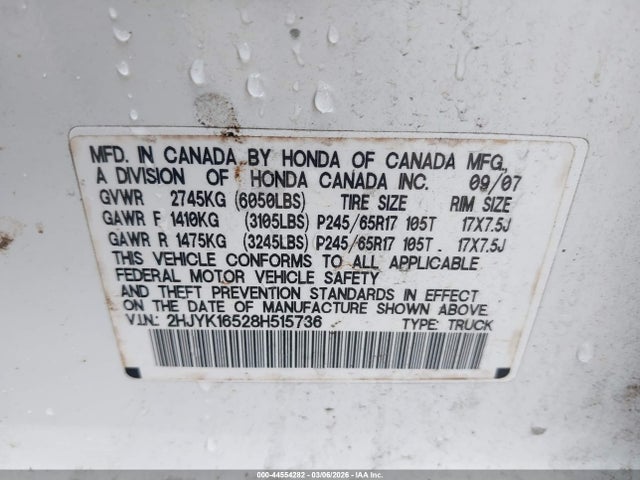 MFD. IN CANADA BY HONDA OF CANADA MFG.,
A DIVISION OF HONDA CANADA INC. 09/07
GVWR 2745KG (6050LBS) TIRE SIZE RIM SIZE
GAWR F 1410KG (3105LBS) P245/65R17 105T 17X7.5J
GAWR R 1475KG (3245LBS) P245/65R17 105T 17X7.5J
THIS VEHICLE CONFORMS TO ALL APPLICABLE
FEDERAL MOTOR VEHICLE SAFETY
AND THEFT PREVENTION STANDARDS IN EFFECT
ON THE DATE OF MANUFACTURE SHOWN ABOVE.
V.I.N.: 2HJYK16528H515736 TYPE: TRUCK
000-44554282 - 03/06/2026 - IAA Inc.